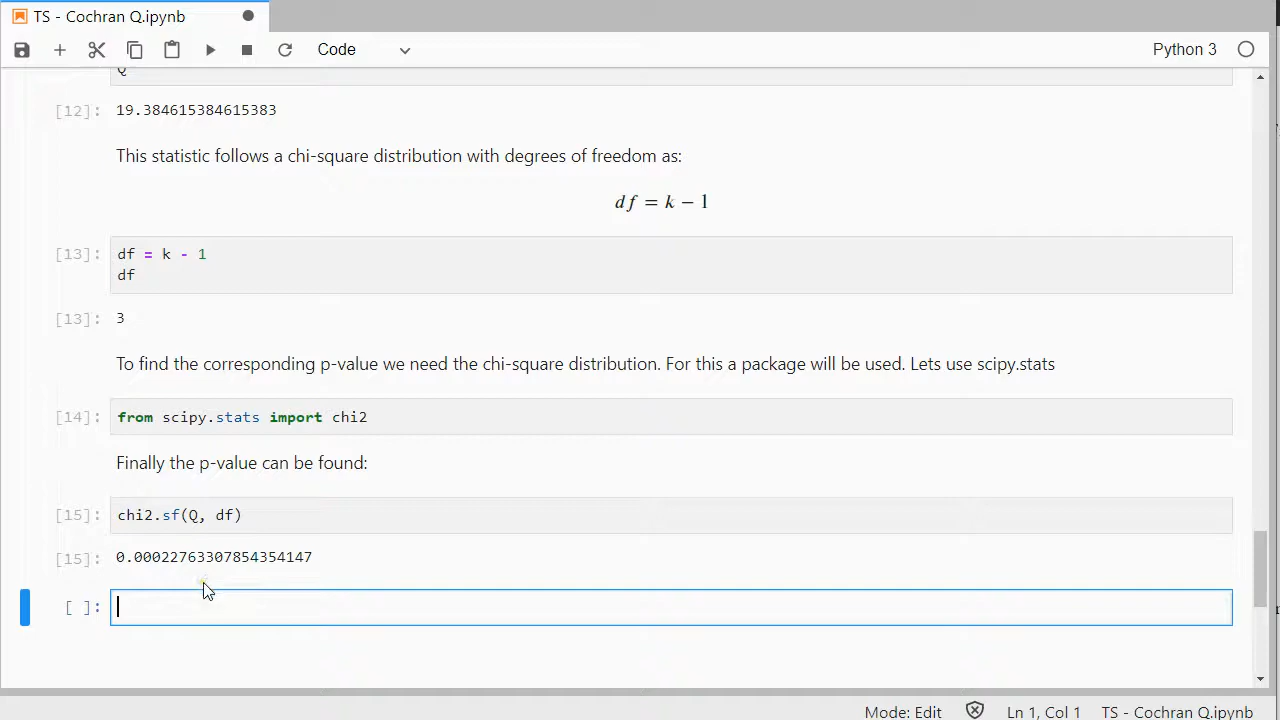 TS - Cochran Q.ipynb
Code
Python 3
Q
[12]: 19.384615384615383
This statistic follows a chi-square distribution with degrees of freedom as:
df = k − 1
[13]: df = k - 1
df
[13]: 3
To find the corresponding p-value we need the chi-square distribution. For this a package will be used. Lets use scipy.stats
[14]: from scipy.stats import chi2
Finally the p-value can be found:
[15]: chi2.sf(Q, df)
[15]: 0.00022763307854354147
[ ]:
Mode: Edit Ln 1, Col 1 TS - Cochran Q.ipynb